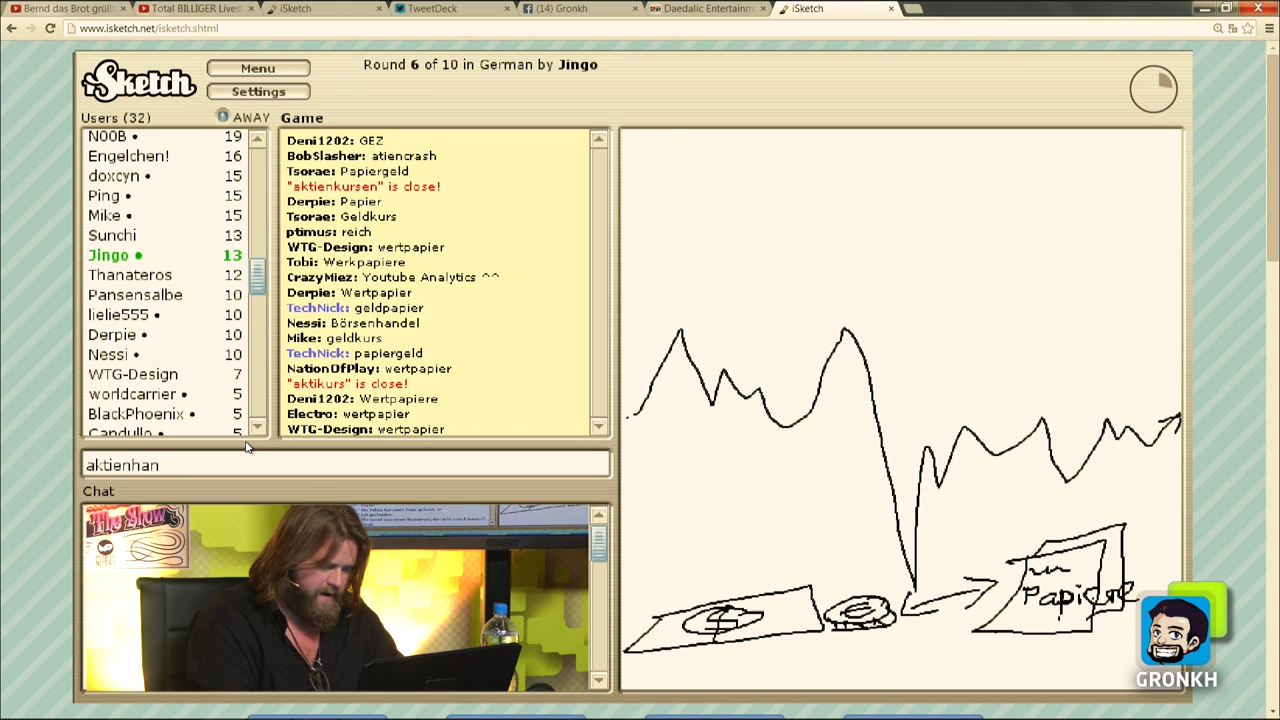 Bernd das Brot grüß
Total BILLIGER Lives
iSketch
TweetDeck
(14) Gronkh
Daedalic Entertainm
iSketch
www.isketch.net/isketch.shtml
iSketch
Menu
Settings
Round 6 of 10 in German by Jingo
Users (32)
AWAY
Game
N00B • 19
Engelchen! 16
doxcyn • 15
Ping • 15
Mike • 15
Sunchi 13
Jingo • 13
Thanateros 12
Pansensalbe 10
lielie555 • 10
Derpie • 10
Nessi • 10
WTG-Design 7
worldcarrier • 5
BlackPhoenix • 5
Candullo • 5
Deni1202: GEZ
BobSlasher: atiencrash
Tsorae: Papiergeld
"aktienkursen" is close!
Derpie: Papier
Tsorae: Geldkurs
ptimus: reich
WTG-Design: wertpapier
Tobi: Werkpapiere
CrazyMiez: Youtube Analytics ^^
Derpie: Wertpapier
TechNick: geldpapier
Nessi: Börsenhandel
Mike: geldkurs
TechNick: papiergeld
NationOfPlay: wertpapier
"aktikurs" is close!
Deni1202: Wertpapiere
Electro: wertpapier
WTG-Design: wertpapier
aktienhan
Chat
The Show
$
€
Papiere
GRONKH